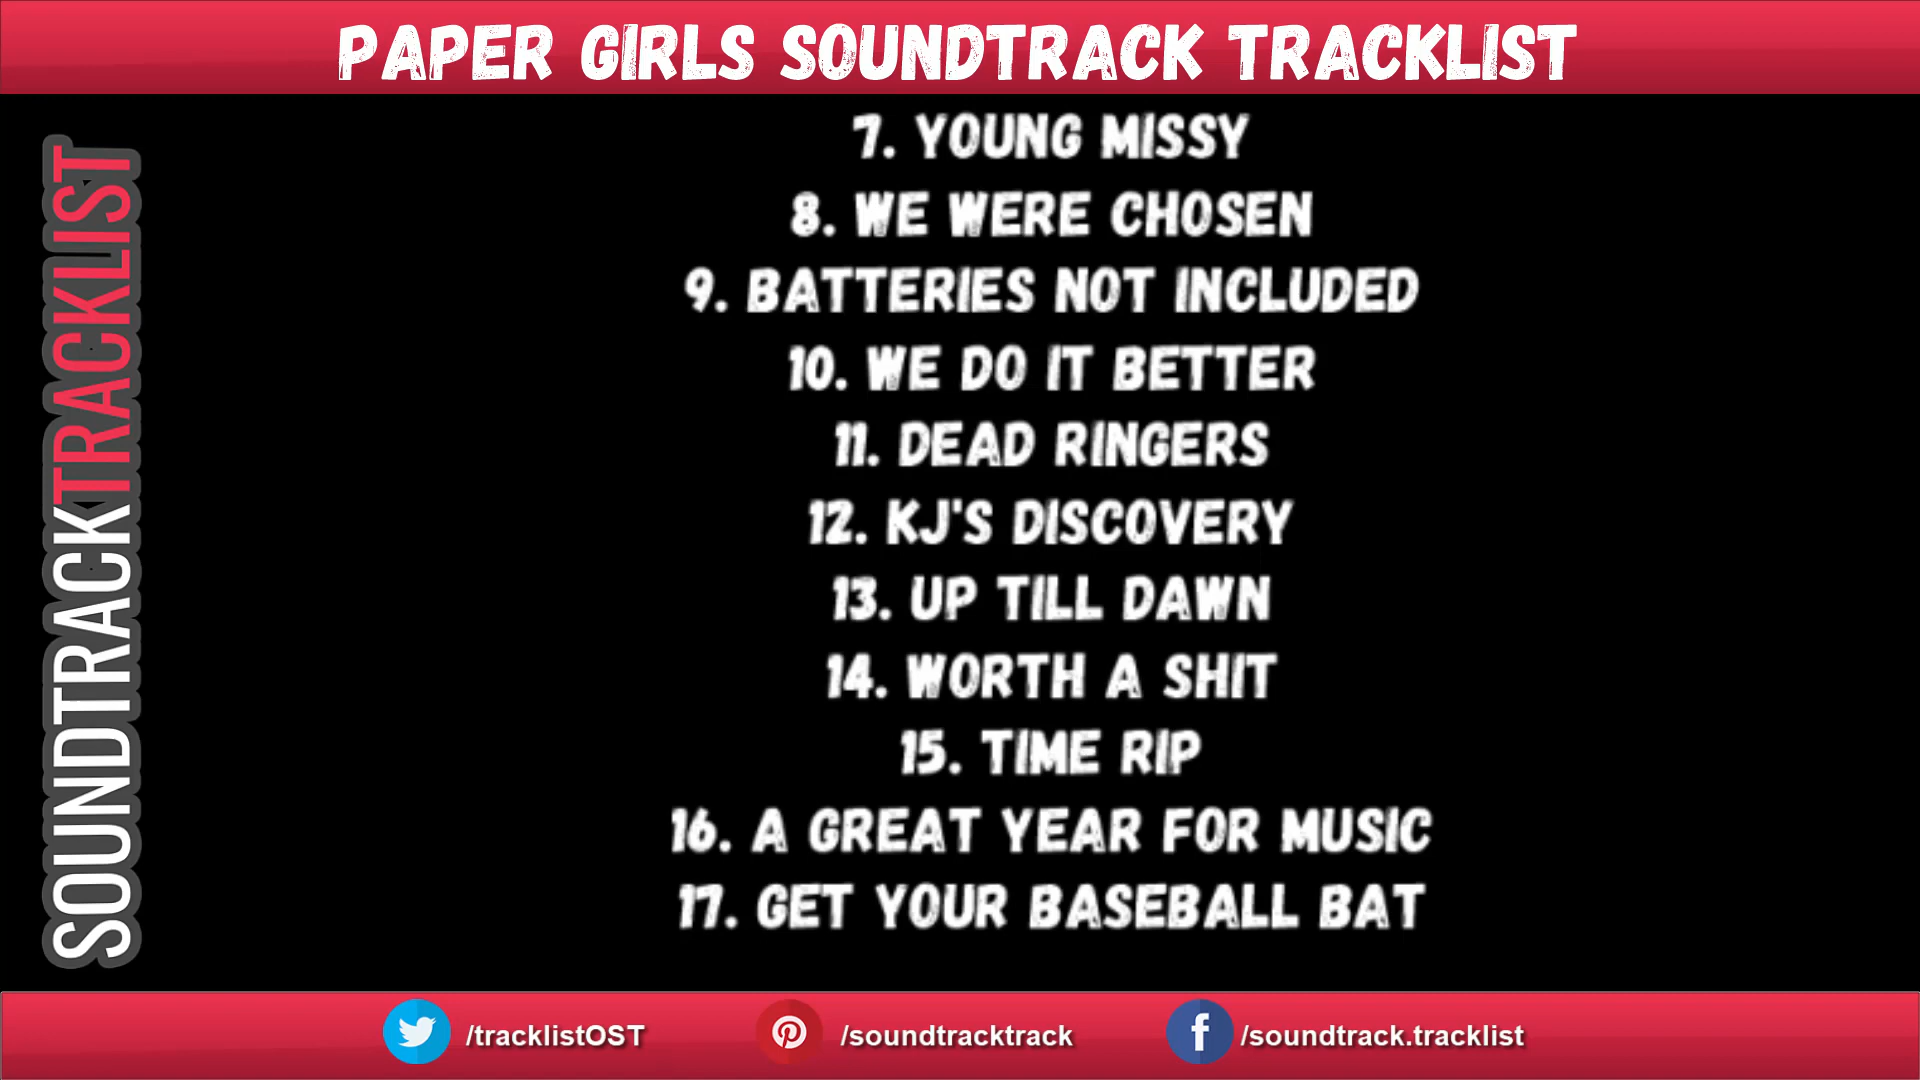 PAPER GIRLS SOUNDTRACK TRACKLIST
SOUNDTRACKTRACKLIST
7. YOUNG MISSY
8. WE WERE CHOSEN
9. BATTERIES NOT INCLUDED
10. WE DO IT BETTER
11. DEAD RINGERS
12. KJ'S DISCOVERY
13. UP TILL DAWN
14. WORTH A SHIT
15. TIME RIP
16. A GREAT YEAR FOR MUSIC
17. GET YOUR BASEBALL BAT
/tracklistOST /soundtracktrack /soundtrack.tracklist